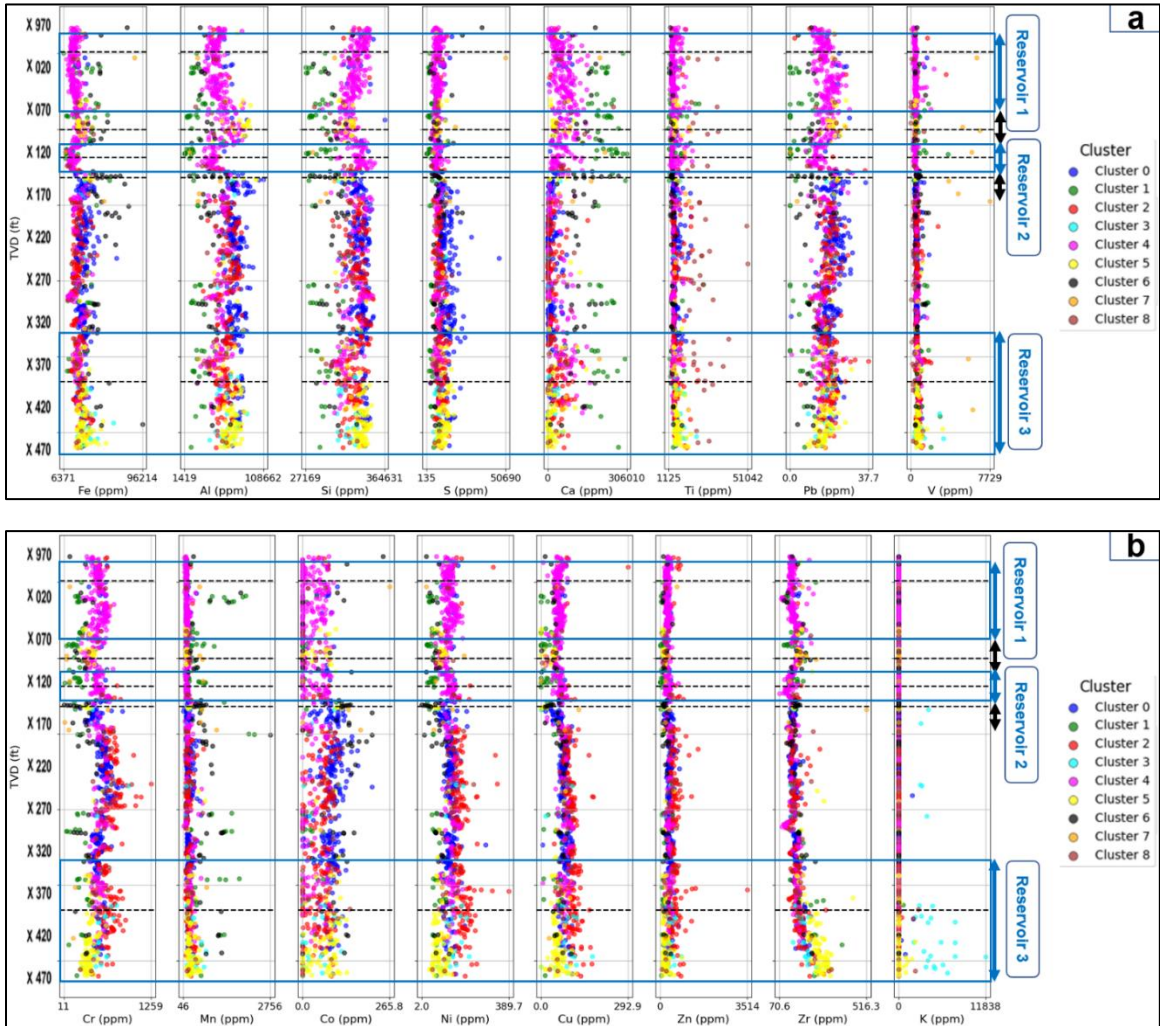 a
X 970
X 020
X 070
X 120
X 170
X 220
X 270
X 320
X 370
X 420
X 470
TVD (ft)
6371 96214
Fe (ppm)
1419 108662
Al (ppm)
27169 364631
Si (ppm)
135 50690
S (ppm)
0 306010
Ca (ppm)
1125 51042
Ti (ppm)
0.0 37.7
Pb (ppm)
0 7729
V (ppm)
Reservoir 1
Reservoir 2
Reservoir 3
Cluster
Cluster 0
Cluster 1
Cluster 2
Cluster 3
Cluster 4
Cluster 5
Cluster 6
Cluster 7
Cluster 8
b
X 970
X 020
X 070
X 120
X 170
X 220
X 270
X 320
X 370
X 420
X 470
TVD (ft)
11 1259
Cr (ppm)
46 2756
Mn (ppm)
0.0 265.8
Co (ppm)
2.0 389.7
Ni (ppm)
0.0 292.9
Cu (ppm)
0 3514
Zn (ppm)
70.6 516.3
Zr (ppm)
0 11838
K (ppm)
Reservoir 1
Reservoir 2
Reservoir 3
Cluster
Cluster 0
Cluster 1
Cluster 2
Cluster 3
Cluster 4
Cluster 5
Cluster 6
Cluster 7
Cluster 8